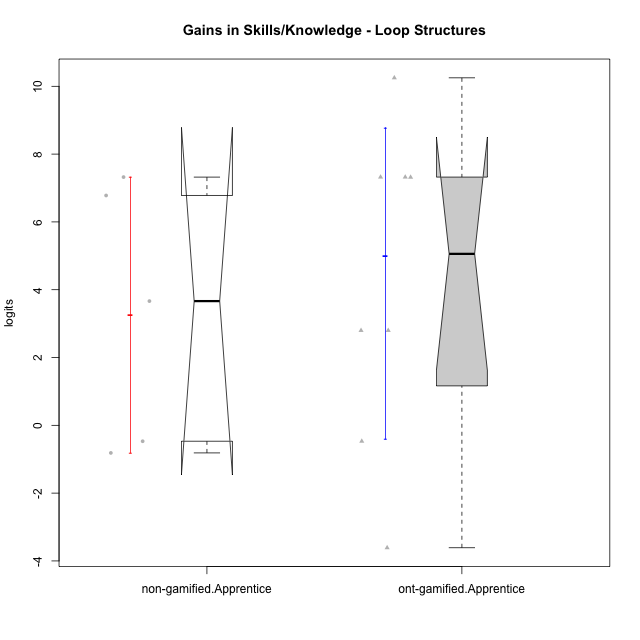 Gains in Skills/Knowledge - Loop Structures
logits
10
8
6
4
2
0
-2
-4
non-gamified.Apprentice
ont-gamified.Apprentice